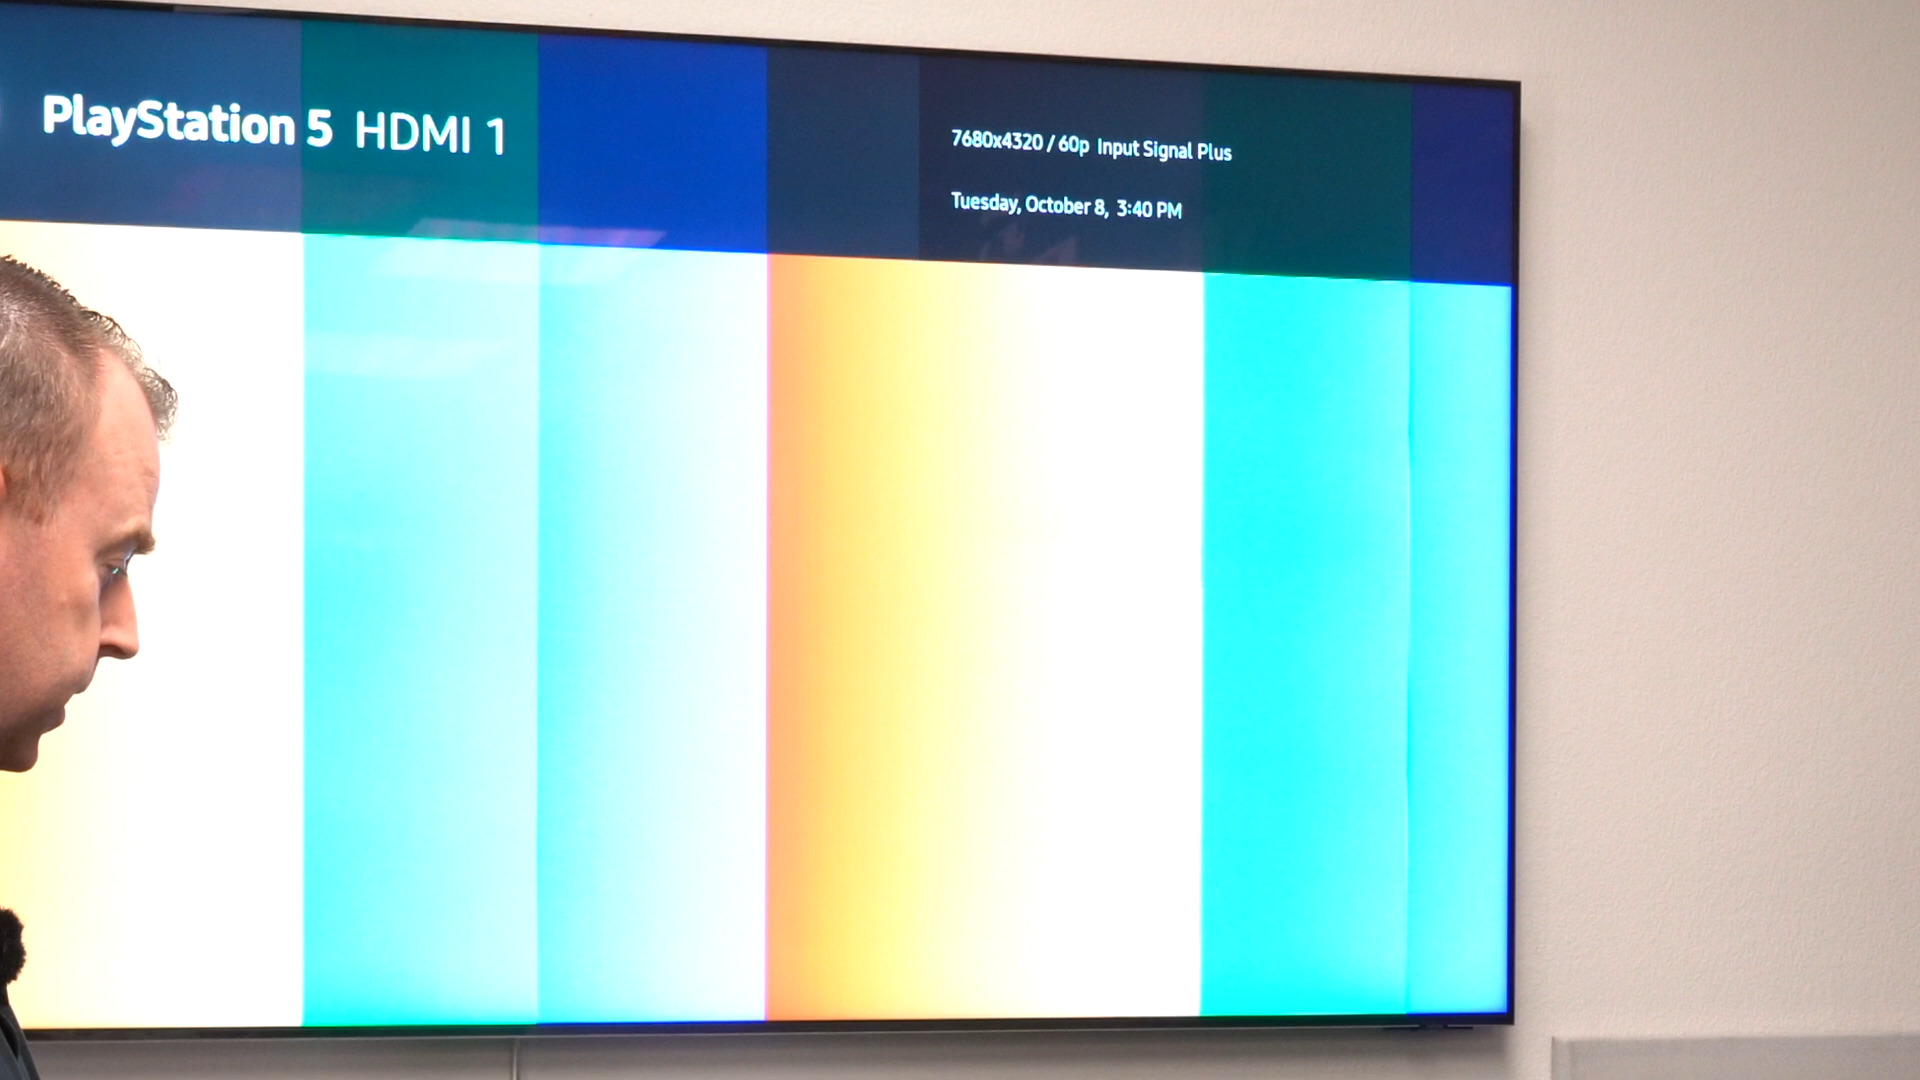 PlayStation 5 HDMI 1
7680x4320 / 60p Input Signal Plus
Tuesday, October 8, 3:40 PM